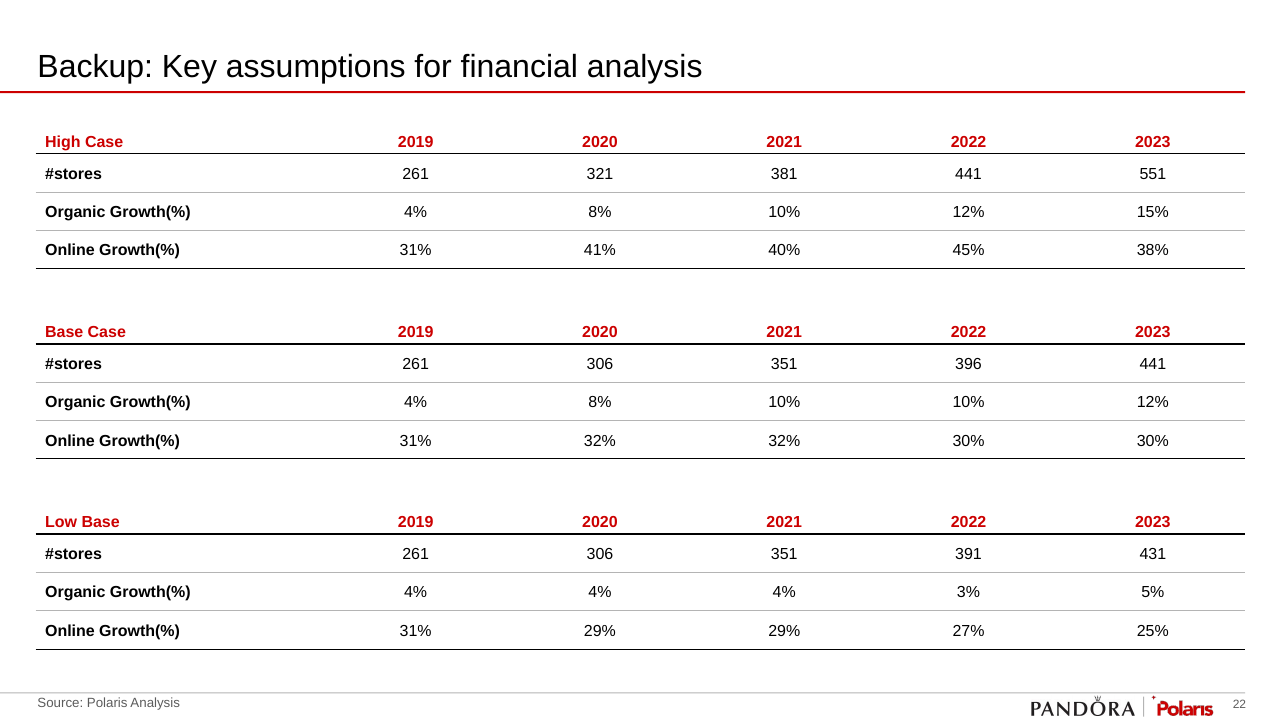 Backup: Key assumptions for financial analysis
High Case 2019 2020 2021 2022 2023
#stores 261 321 381 441 551
Organic Growth(%) 4% 8% 10% 12% 15%
Online Growth(%) 31% 41% 40% 45% 38%
Base Case 2019 2020 2021 2022 2023
#stores 261 306 351 396 441
Organic Growth(%) 4% 8% 10% 10% 12%
Online Growth(%) 31% 32% 32% 30% 30%
Low Base 2019 2020 2021 2022 2023
#stores 261 306 351 391 431
Organic Growth(%) 4% 4% 4% 3% 5%
Online Growth(%) 31% 29% 29% 27% 25%
Source: Polaris Analysis
PANDÖRA | Polaris 22